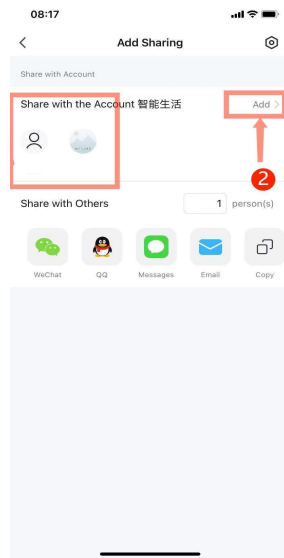 08:17
Add Sharing
Share with Account
Share with the Account 智能生活
Add
2
Share with Others
1 person(s)
WeChat
QQ
Messages
Email
Copy